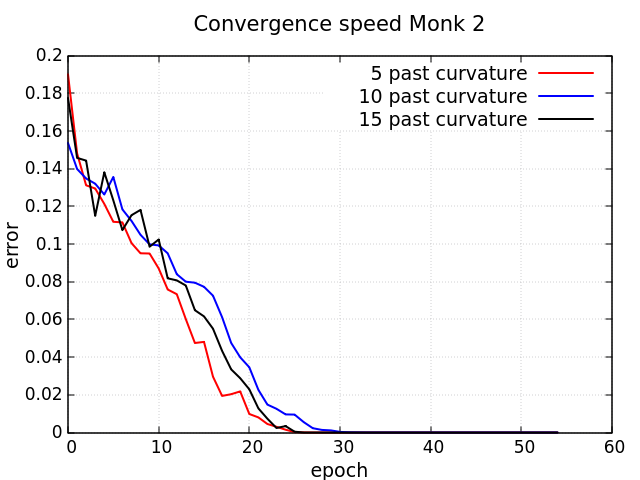 Convergence speed Monk 2
0.2
0.18
0.16
0.14
0.12
0.1
0.08
0.06
0.04
0.02
0
error
5 past curvature
10 past curvature
15 past curvature
0 10 20 30 40 50 60
epoch